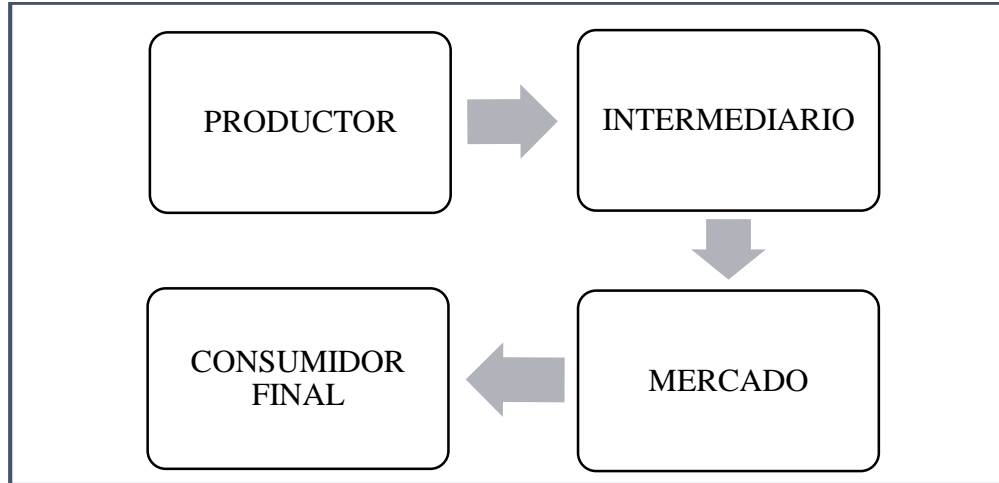 PRODUCTOR
INTERMEDIARIO
MERCADO
CONSUMIDOR
FINAL